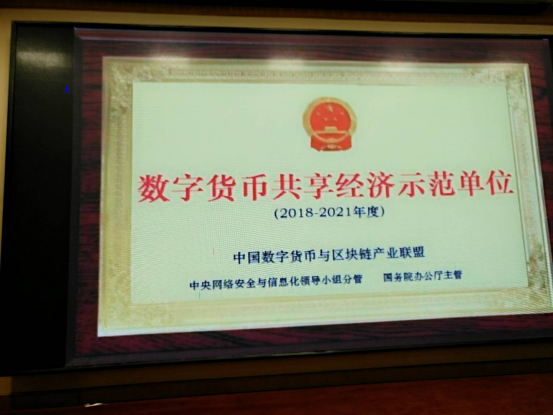 数字货币共享经济示范单位
(2018-2021年度)
中国数字货币与区块链产业联盟
中央网络安全与信息化领导小组分管 国务院办公厅主管